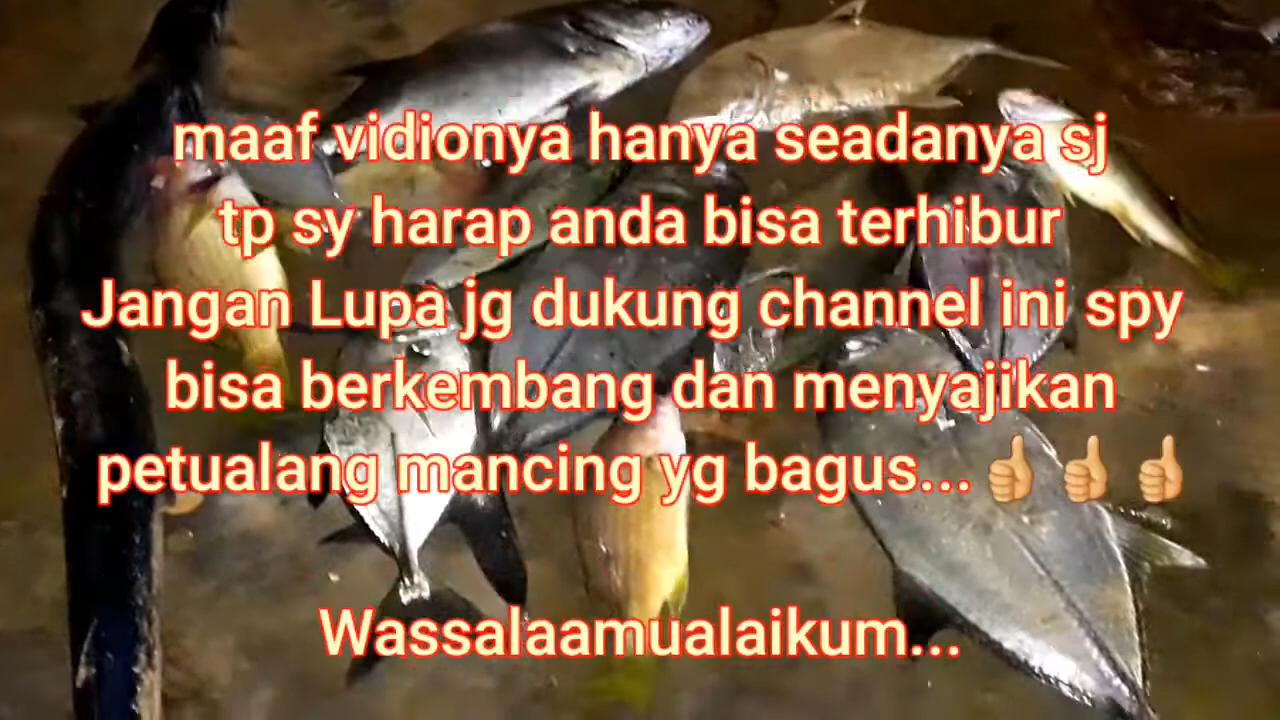 maaf vidionya hanya seadanya sj
tp sy harap anda bisa terhibur
Jangan Lupa jg dukung channel ini spy
bisa berkembang dan menyajikan
petualang mancing yg bagus...👍👍👍
Wassalaamualaikum...